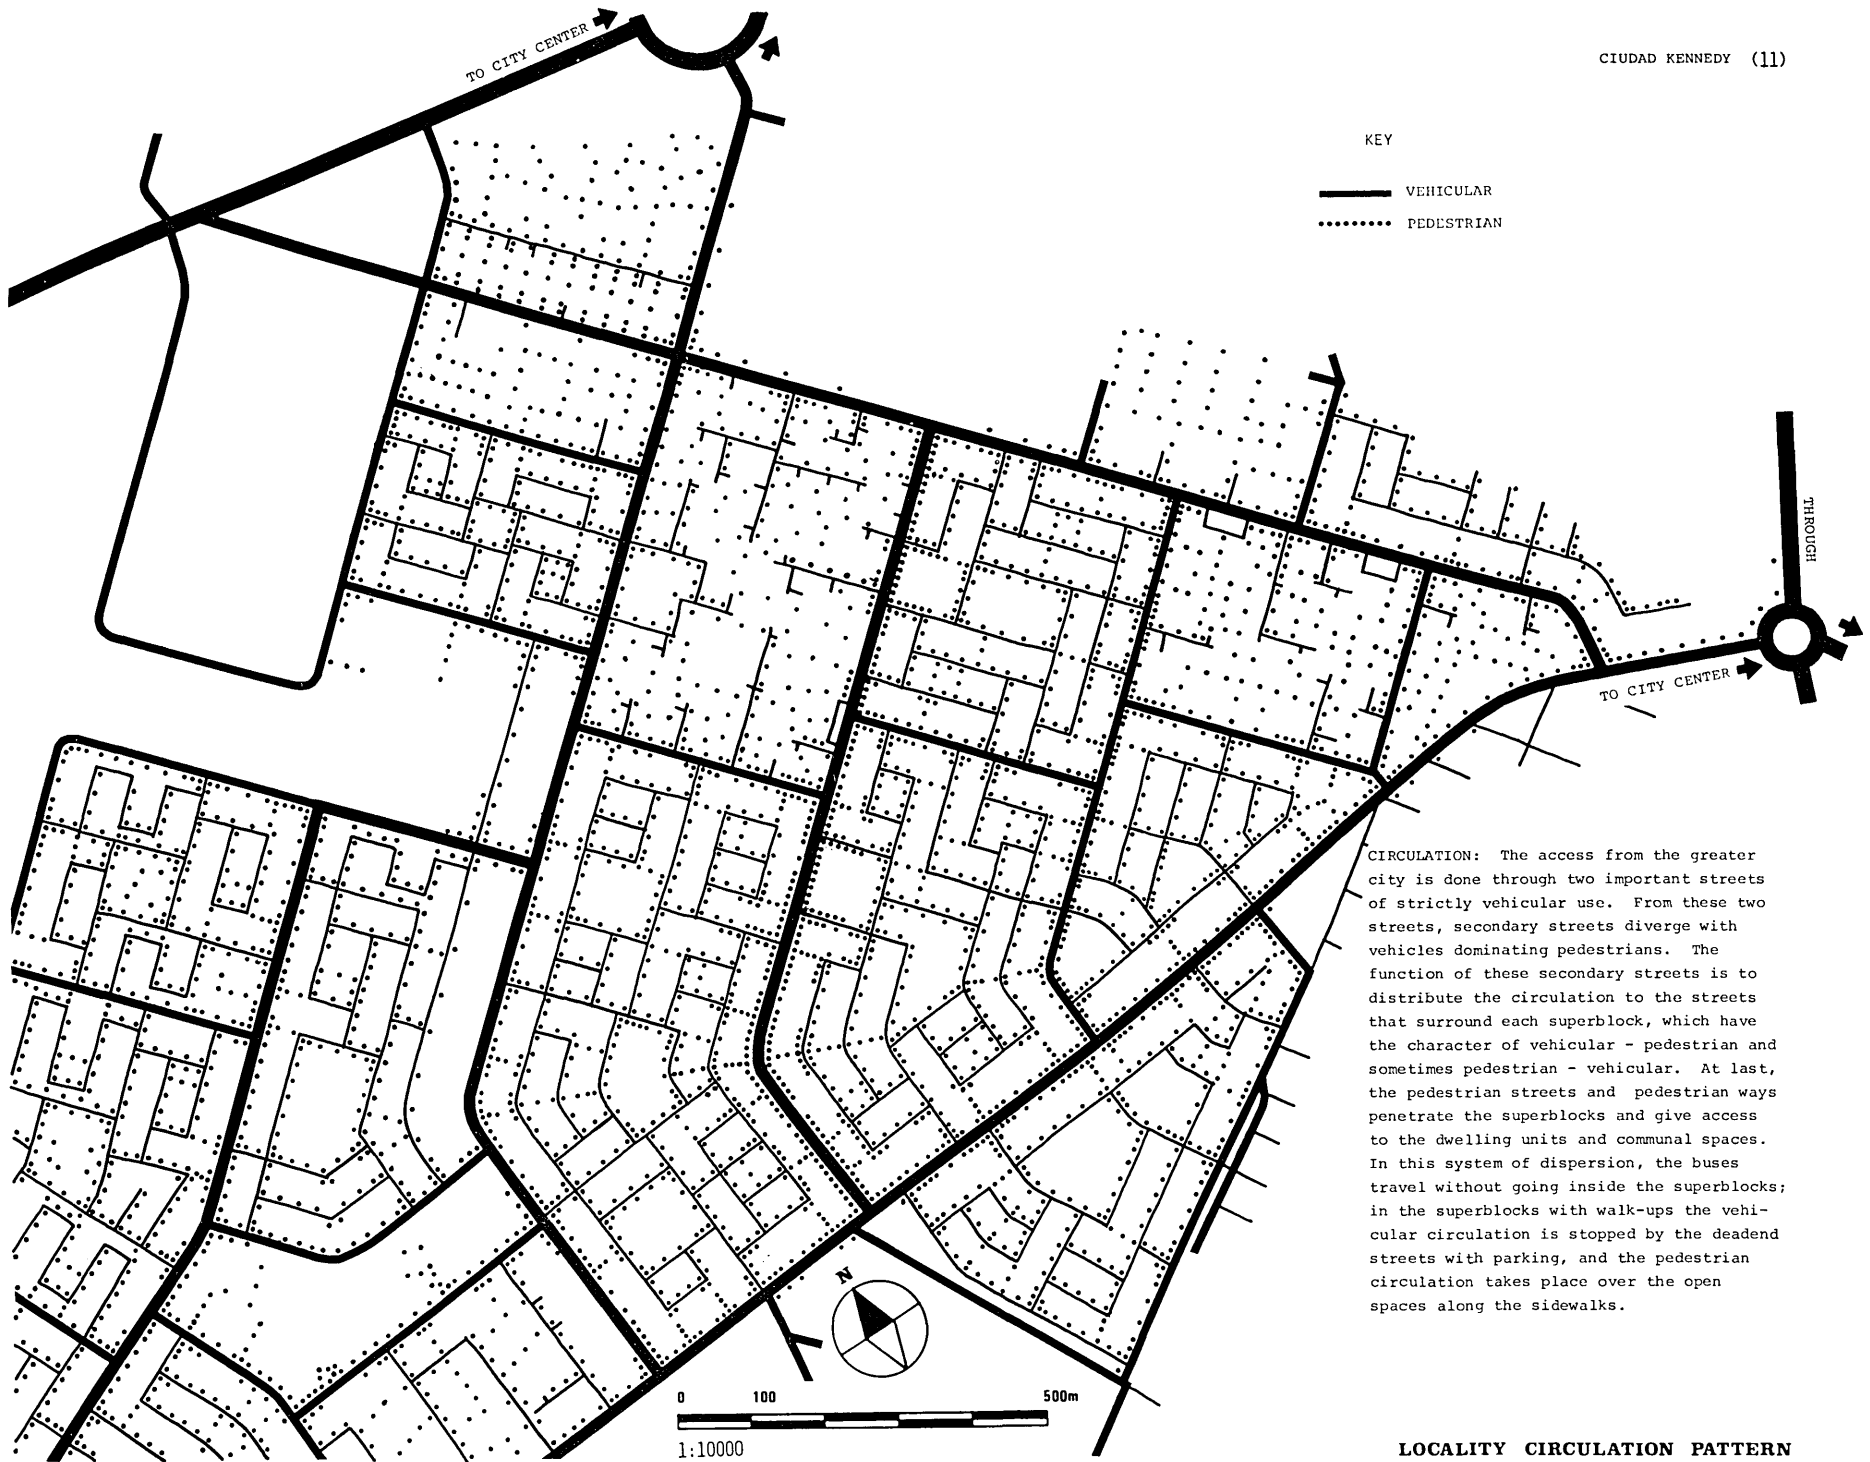 TO CITY CENTER
CIUDAD KENNEDY (11)
KEY
VEHICULAR
PEDESTRIAN
THROUGH
TO CITY CENTER
CIRCULATION: The access from the greater
city is done through two important streets
of strictly vehicular use. From these two
streets, secondary streets diverge with
vehicles dominating pedestrians. The
function of these secondary streets is to
distribute the circulation to the streets
that surround each superblock, which have
the character of vehicular - pedestrian and
sometimes pedestrian - vehicular. At last,
the pedestrian streets and pedestrian ways
penetrate the superblocks and give access
to the dwelling units and communal spaces.
In this system of dispersion, the buses
travel without going inside the superblocks;
in the superblocks with walk-ups the vehi-
cular circulation is stopped by the deadend
streets with parking, and the pedestrian
circulation takes place over the open
spaces along the sidewalks.
N
0 100 500m
1:10000
LOCALITY CIRCULATION PATTERN